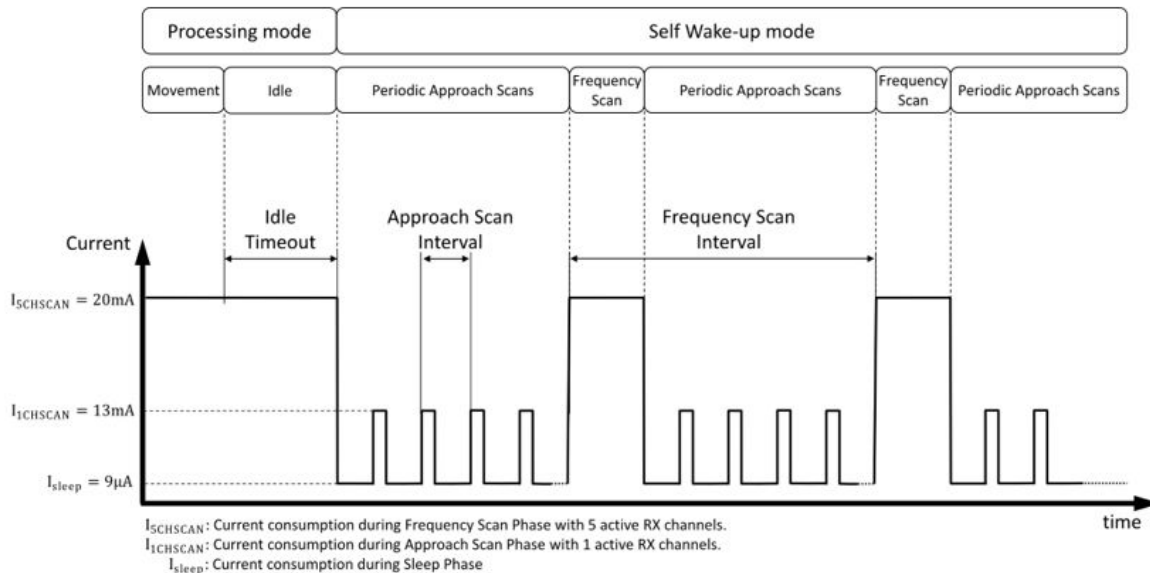 Processing mode
Self Wake-up mode
Movement
Idle
Periodic Approach Scans
Frequency
Scan
Periodic Approach Scans
Frequency
Scan
Periodic Approach Scans
Idle
Timeout
Approach Scan
Interval
Frequency Scan
Interval
Current
I5CHSCAN = 20mA
I1CHSCAN = 13mA
Isleep = 9µA
time
I5CHSCAN: Current consumption during Frequency Scan Phase with 5 active RX channels.
I1CHSCAN: Current consumption during Approach Scan Phase with 1 active RX channels.
Isleep: Current consumption during Sleep Phase